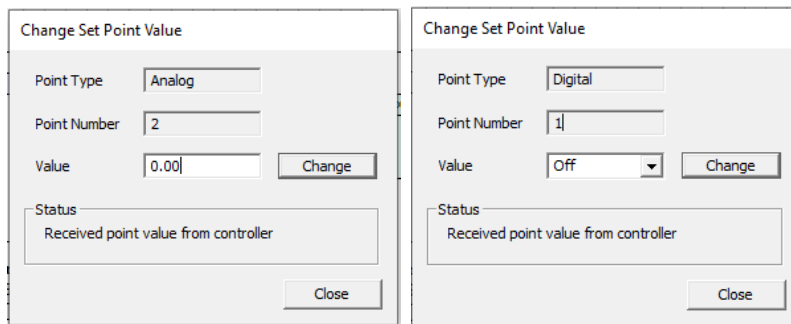 Change Set Point Value
Point Type Analog
Point Number 2
Value 0.00 Change
Status
Received point value from controller
Close
Change Set Point Value
Point Type Digital
Point Number 1
Value Off Change
Status
Received point value from controller
Close